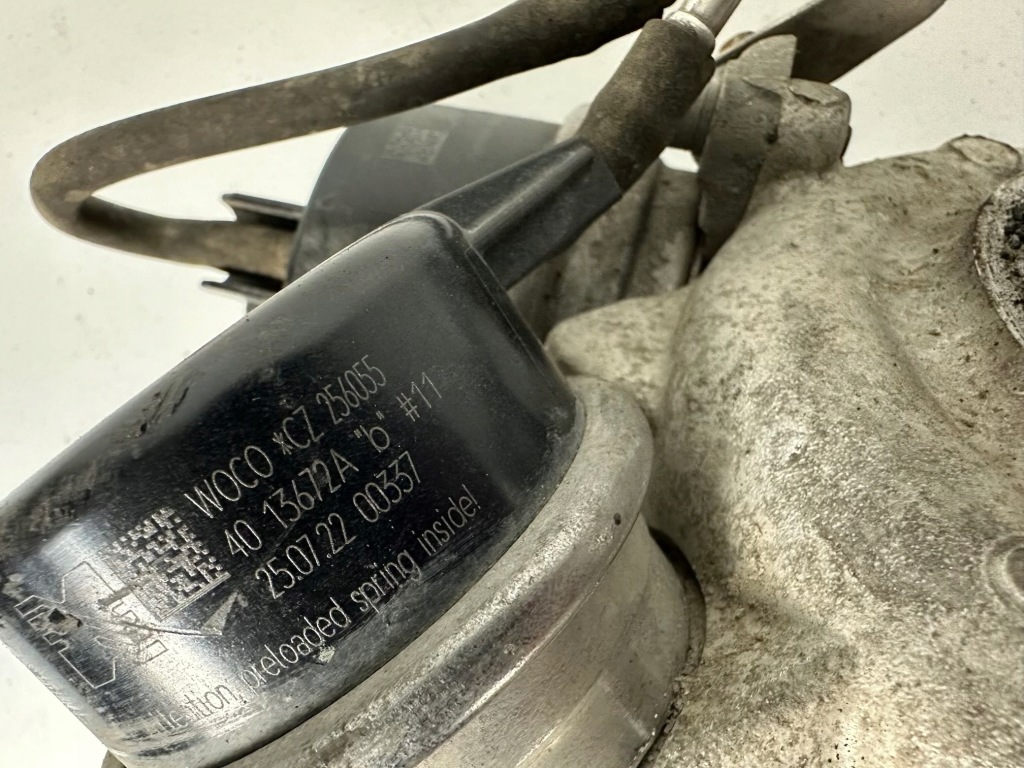 WOCO *CZ 256055
40 13672A "b" #11
25.07.22 00337
preloaded spring inside!